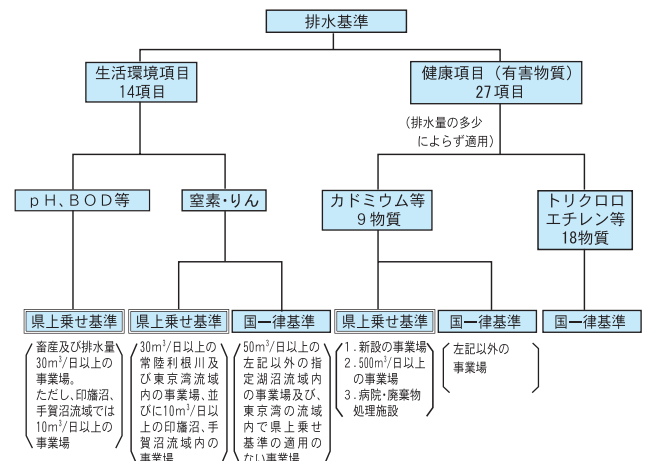 排水基準
生活環境項目
14項目
健康項目（有害物質）
27項目
（排水量の多少
によらず適用）
ｐＨ、ＢＯＤ等
窒素・りん
カドミウム等
９物質
トリクロロ
エチレン等
18物質
県上乗せ基準
畜産及び排水量
30m³/日以上の
事業場。
ただし、印旛沼、
手賀沼流域では
10m³/日以上の
事業場
県上乗せ基準
30m³/日以上の
常陸利根川及
び東京湾流域
内の事業場、並
びに10m³/日以
上の印旛沼、手
賀沼流域内の
事業場
国一律基準
50m³/日以上の
左記以外の指
定湖沼流域内
の事業場及び、
東京湾の流域
内で県上乗せ
基準の適用の
ない事業場
県上乗せ基準
１．新設の事業場
２．500m³/日以上
の事業場
３．病院・廃棄物
処理施設
国一律基準
左記以外の
事業場
国一律基準